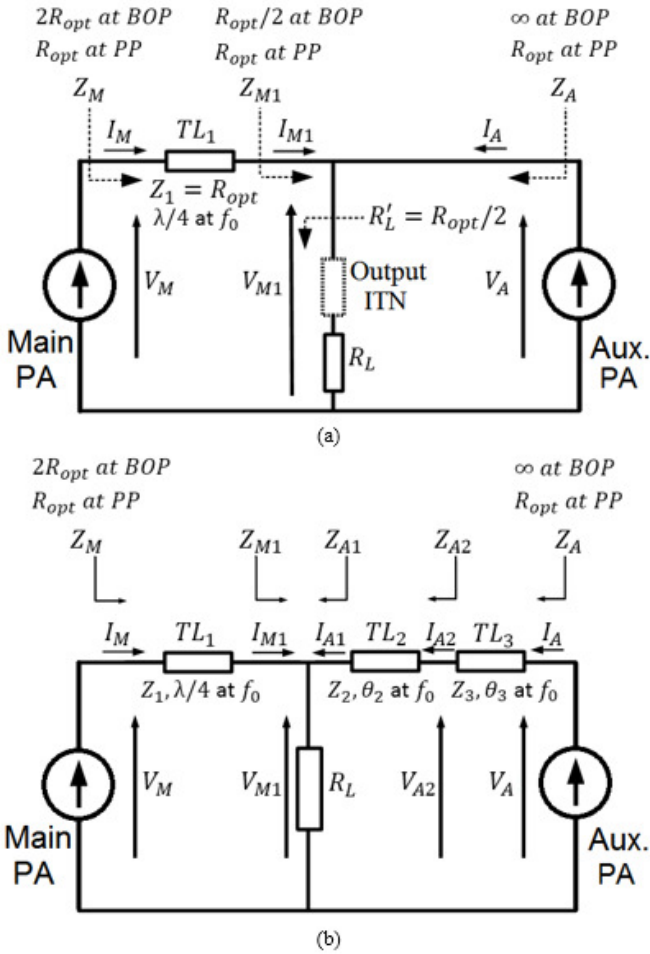 2R_opt at BOP R_opt/2 at BOP ∞ at BOP
R_opt at PP R_opt at PP R_opt at PP
Z_M Z_M1 Z_A
I_M TL_1 I_M1 I_A
Z_1 = R_opt
λ/4 at f_0
R'_L = R_opt/2
V_M V_M1 Output ITN V_A
Main PA R_L Aux. PA
(a)
2R_opt at BOP ∞ at BOP
R_opt at PP R_opt at PP
Z_M Z_M1 Z_A1 Z_A2 Z_A
I_M TL_1 I_M1 I_A1 TL_2 I_A2 TL_3 I_A
Z_1, λ/4 at f_0 Z_2, θ_2 at f_0 Z_3, θ_3 at f_0
V_M V_M1 R_L V_A2 V_A
Main PA Aux. PA
(b)